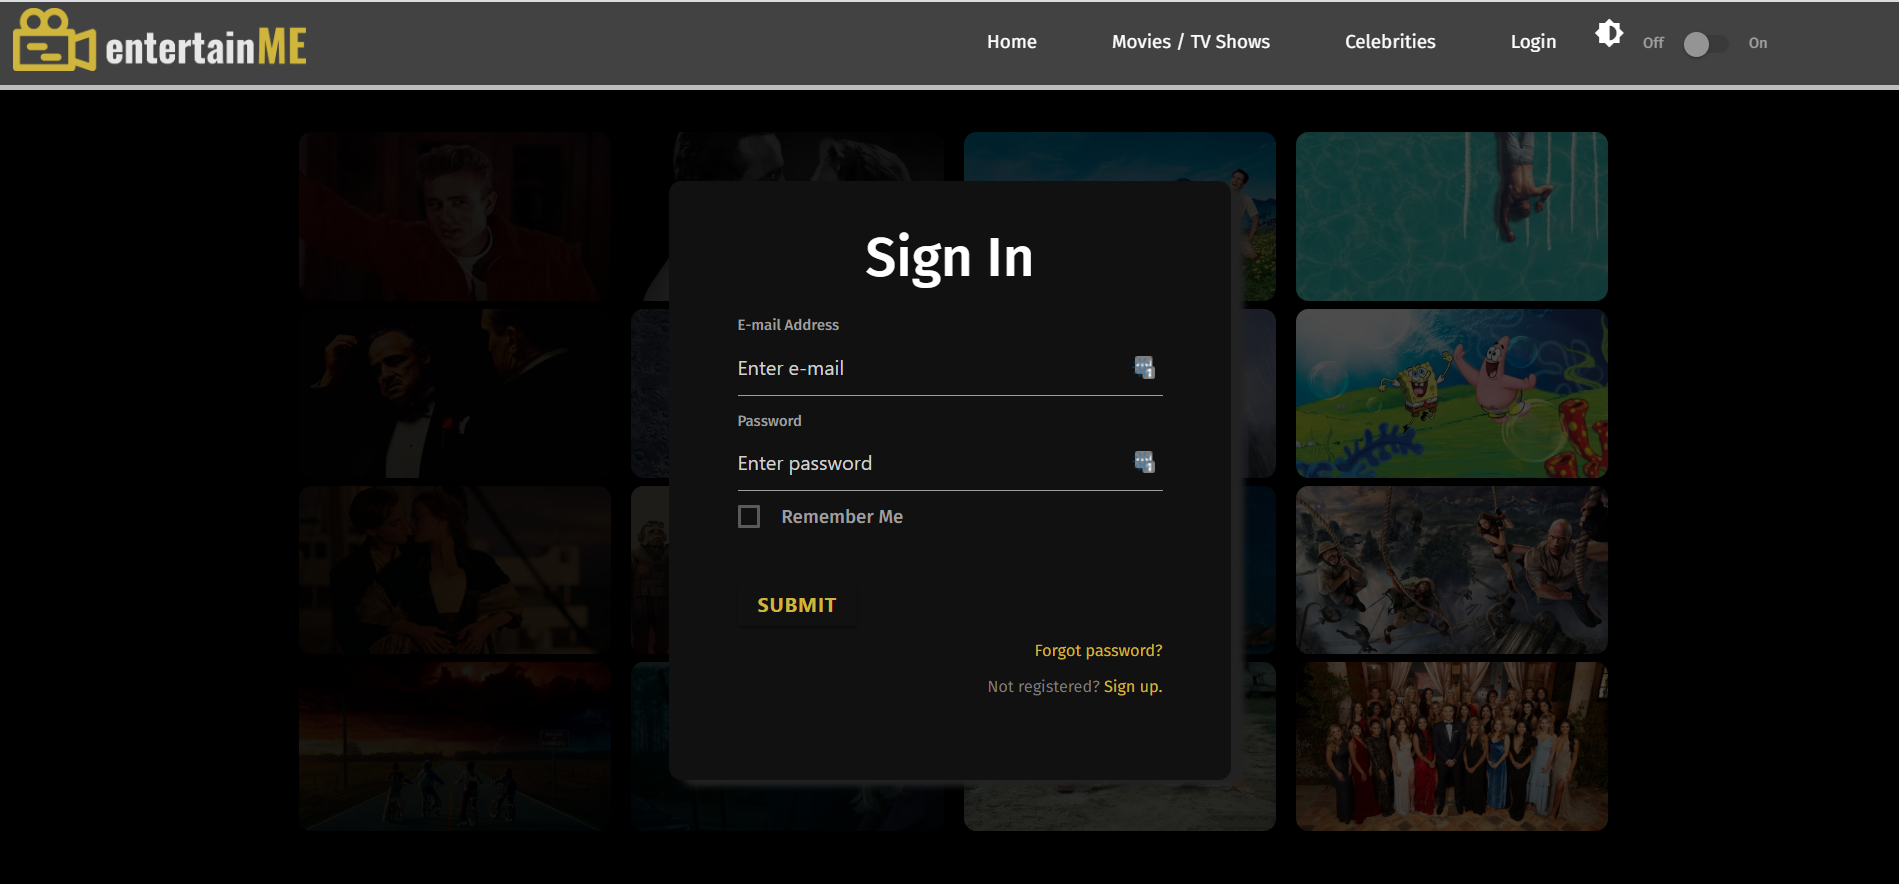 entertainME
Home Movies / TV Shows Celebrities Login Off On
Sign In
E-mail Address
Enter e-mail
Password
Enter password
Remember Me
SUBMIT
Forgot password?
Not registered? Sign up.